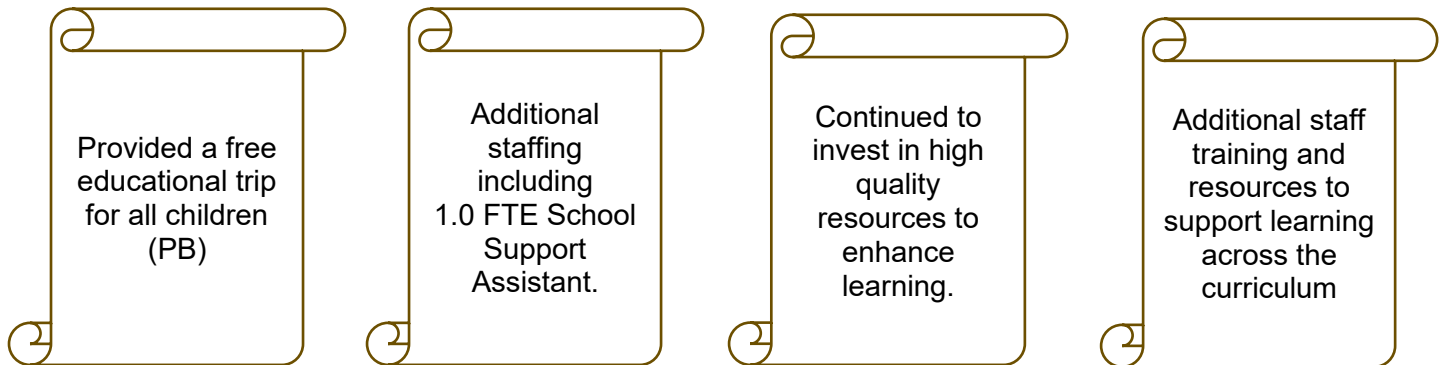 Provided a free
educational trip
for all children
(PB)
Additional
staffing
including
1.0 FTE School
Support
Assistant.
Continued to
invest in high
quality
resources to
enhance
learning.
Additional staff
training and
resources to
support learning
across the
curriculum